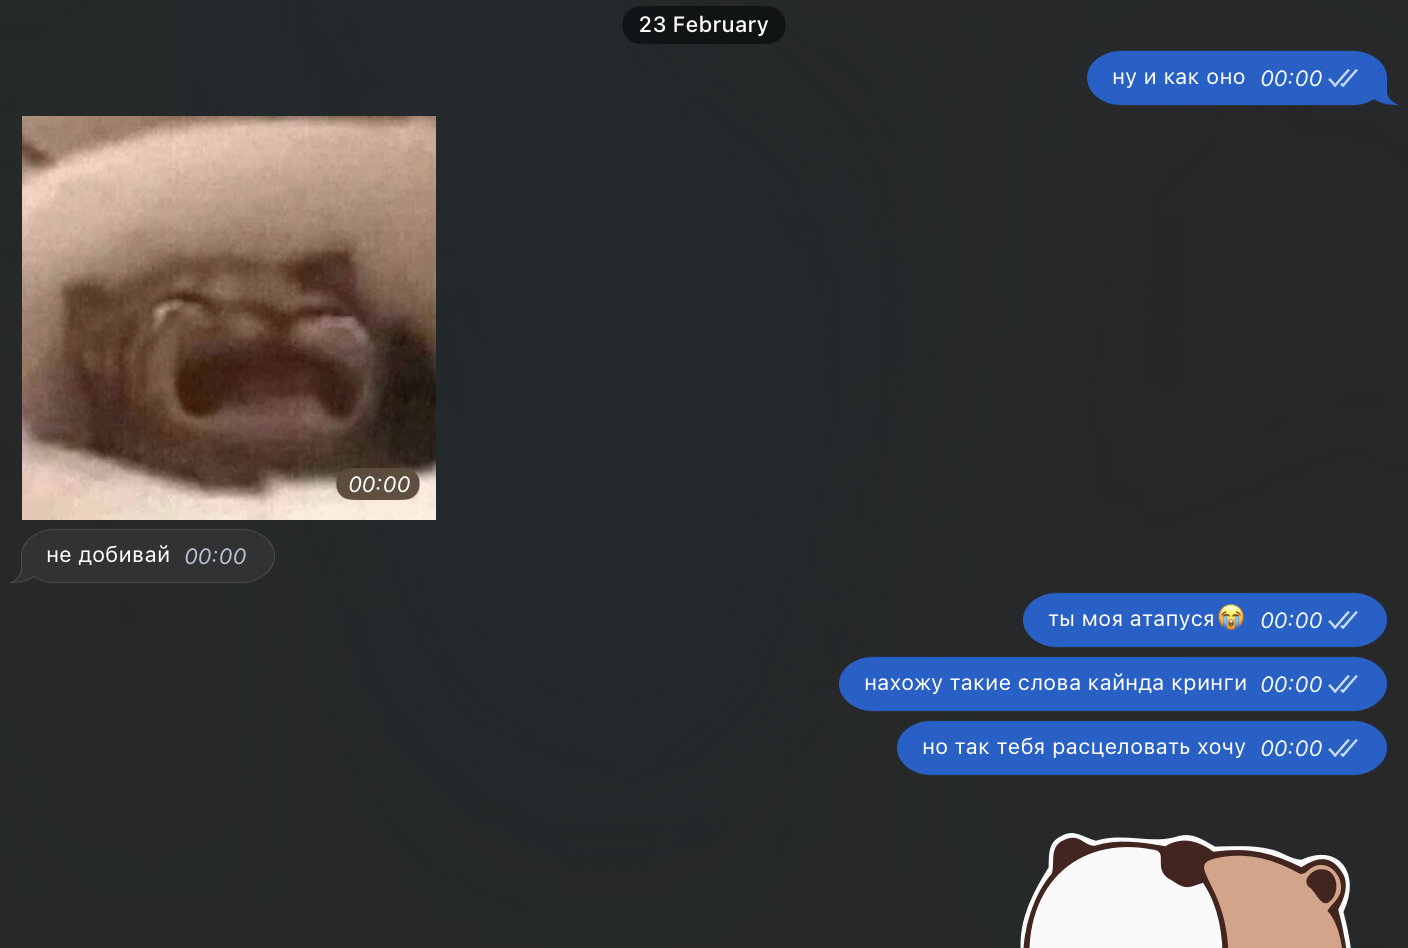 23 February
ну и как оно 00:00
00:00
не добивай 00:00
ты моя атапуся😭 00:00
нахожу такие слова кайнда кринги 00:00
но так тебя расцеловать хочу 00:00